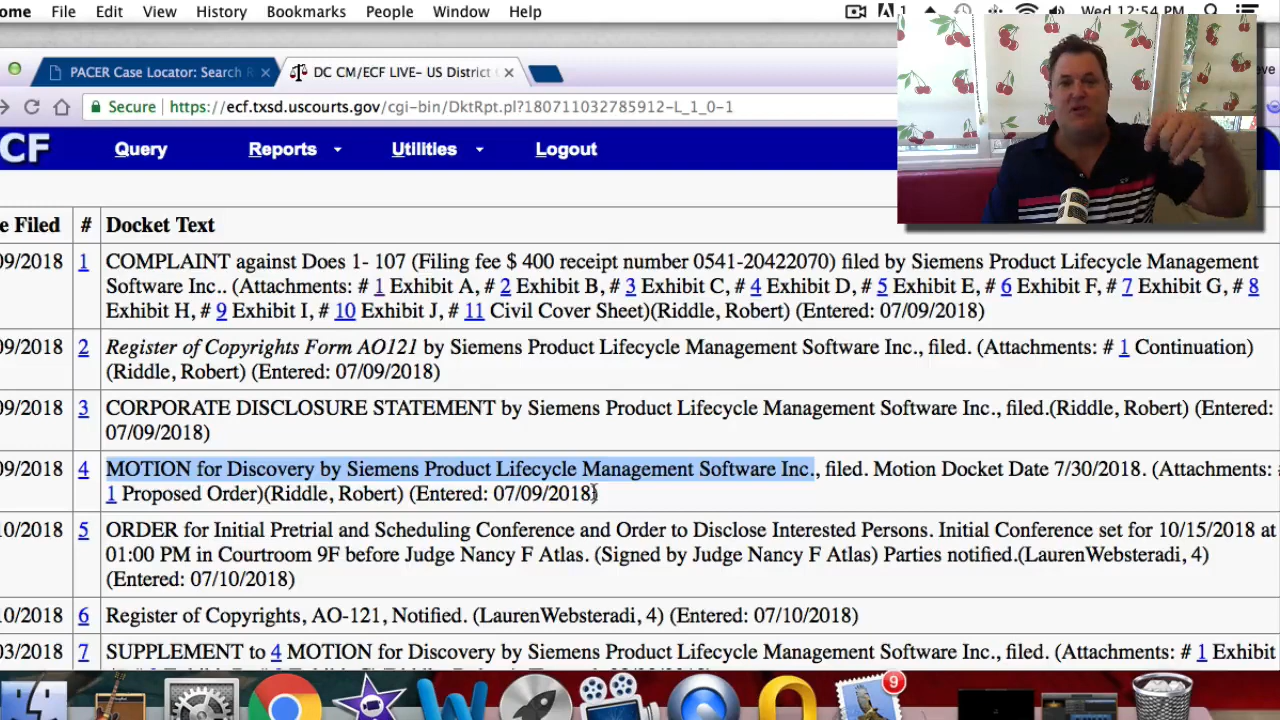 ome File Edit View History Bookmarks People Window Help 1 Wed 12:54 PM
PACER Case Locator: Search R × DC CM/ECF LIVE- US District C × eve
Secure https://ecf.txsd.uscourts.gov/cgi-bin/DktRpt.pl?180711032785912-L_1_0-1
CF Query Reports Utilities Logout
e Filed # Docket Text
09/2018 1 COMPLAINT against Does 1- 107 (Filing fee $ 400 receipt number 0541-20422070) filed by Siemens Product Lifecycle Management
Software Inc.. (Attachments: # 1 Exhibit A, # 2 Exhibit B, # 3 Exhibit C, # 4 Exhibit D, # 5 Exhibit E, # 6 Exhibit F, # 7 Exhibit G, # 8
Exhibit H, # 9 Exhibit I, # 10 Exhibit J, # 11 Civil Cover Sheet)(Riddle, Robert) (Entered: 07/09/2018)
09/2018 2 Register of Copyrights Form AO121 by Siemens Product Lifecycle Management Software Inc., filed. (Attachments: # 1 Continuation)
(Riddle, Robert) (Entered: 07/09/2018)
09/2018 3 CORPORATE DISCLOSURE STATEMENT by Siemens Product Lifecycle Management Software Inc., filed.(Riddle, Robert) (Entered:
07/09/2018)
09/2018 4 MOTION for Discovery by Siemens Product Lifecycle Management Software Inc., filed. Motion Docket Date 7/30/2018. (Attachments: #
1 Proposed Order)(Riddle, Robert) (Entered: 07/09/2018)
10/2018 5 ORDER for Initial Pretrial and Scheduling Conference and Order to Disclose Interested Persons. Initial Conference set for 10/15/2018 at
01:00 PM in Courtroom 9F before Judge Nancy F Atlas. (Signed by Judge Nancy F Atlas) Parties notified.(LaurenWebsteradi, 4)
(Entered: 07/10/2018)
10/2018 6 Register of Copyrights, AO-121, Notified. (LaurenWebsteradi, 4) (Entered: 07/10/2018)
03/2018 7 SUPPLEMENT to 4 MOTION for Discovery by Siemens Product Lifecycle Management Software Inc., filed. (Attachments: # 1 Exhibit
9